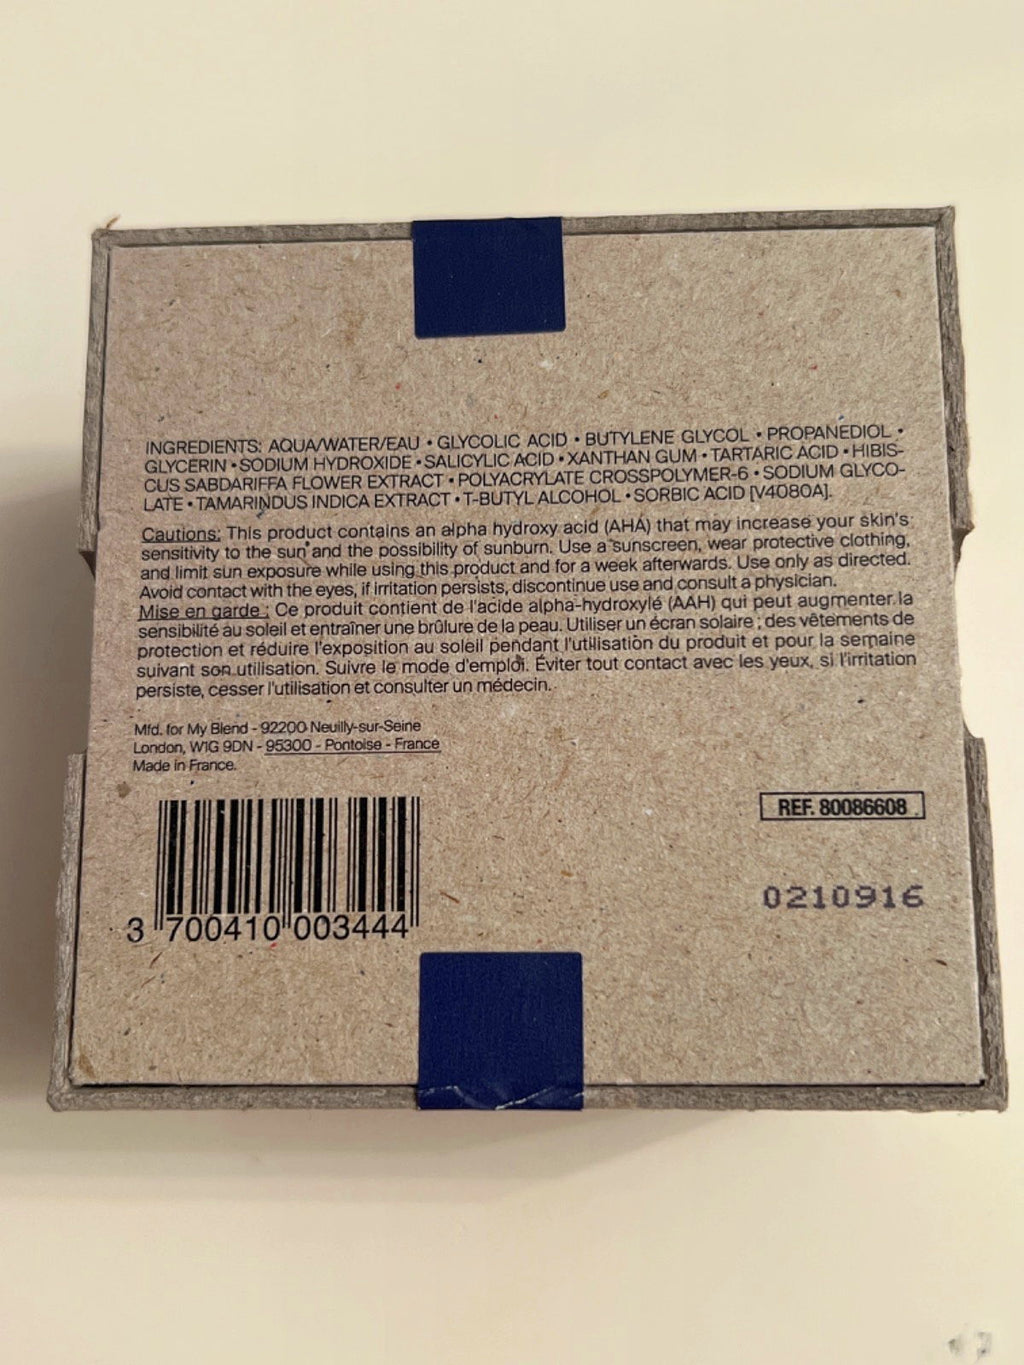 INGREDIENTS: AQUA/WATER/EAU • GLYCOLIC ACID • BUTYLENE GLYCOL • PROPANEDIOL •
GLYCERIN • SODIUM HYDROXIDE • SALICYLIC ACID • XANTHAN GUM • TARTARIC ACID • HIBIS-
CUS SABDARIFFA FLOWER EXTRACT • POLYACRYLATE CROSSPOLYMER-6 • SODIUM GLYCO-
LATE • TAMARINDUS INDICA EXTRACT • T-BUTYL ALCOHOL • SORBIC ACID [V4080A].
Cautions: This product contains an alpha hydroxy acid (AHA) that may increase your skin's
sensitivity to the sun and the possibility of sunburn. Use a sunscreen, wear protective clothing,
and limit sun exposure while using this product and for a week afterwards. Use only as directed.
Avoid contact with the eyes, if irritation persists, discontinue use and consult a physician.
Mise en garde : Ce produit contient de l'acide alpha-hydroxylé (AAH) qui peut augmenter la
sensibilité au soleil et entraîner une brûlure de la peau. Utiliser un écran solaire ; des vêtements de
protection et réduire l'exposition au soleil pendant l'utilisation du produit et pour la semaine
suivant son utilisation. Suivre le mode d'emploi. Éviter tout contact avec les yeux, si l'irritation
persiste, cesser l'utilisation et consulter un médecin.
Mfd. for My Blend - 92200 Neuilly-sur-Seine
London, W1G 9DN - 95300 - Pontoise - France
Made in France.
REF. 80086608
0210916
3 700410 003444